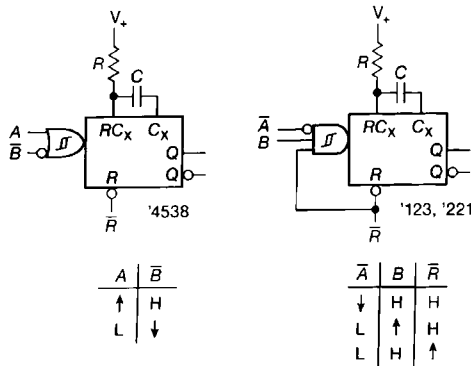 V₊ V₊
R R
C C
A RCₓ Cₓ A̅ RCₓ Cₓ
B̅ Q B Q
R Q R Q
R̅ '4538 R̅ '123, '221
A B̅ A̅ B R̅
↑ H ↓ H H
L ↓ L ↑ H
L H ↑